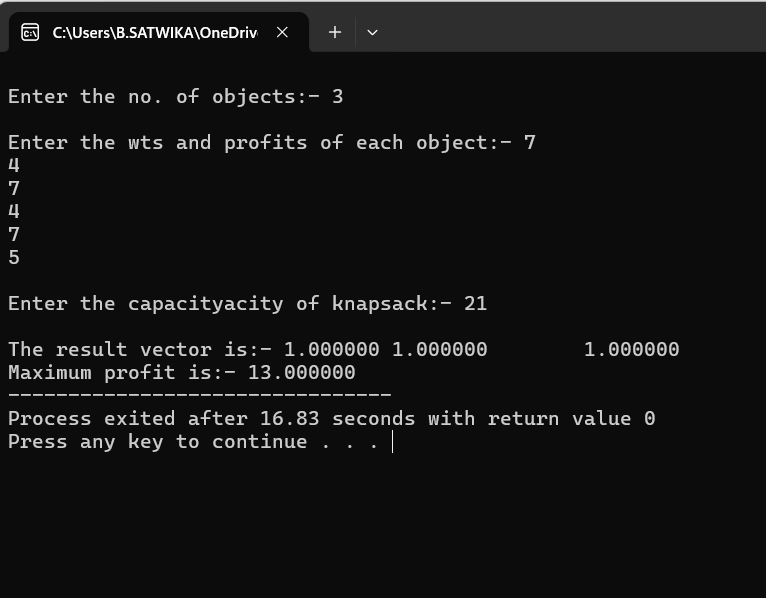 C:\Users\B.SATWIKA\OneDriv
Enter the no. of objects:- 3
Enter the wts and profits of each object:- 7
4
7
4
7
5
Enter the capacityacity of knapsack:- 21
The result vector is:- 1.000000 1.000000        1.000000
Maximum profit is:- 13.000000
--------------------------------
Process exited after 16.83 seconds with return value 0
Press any key to continue . . .